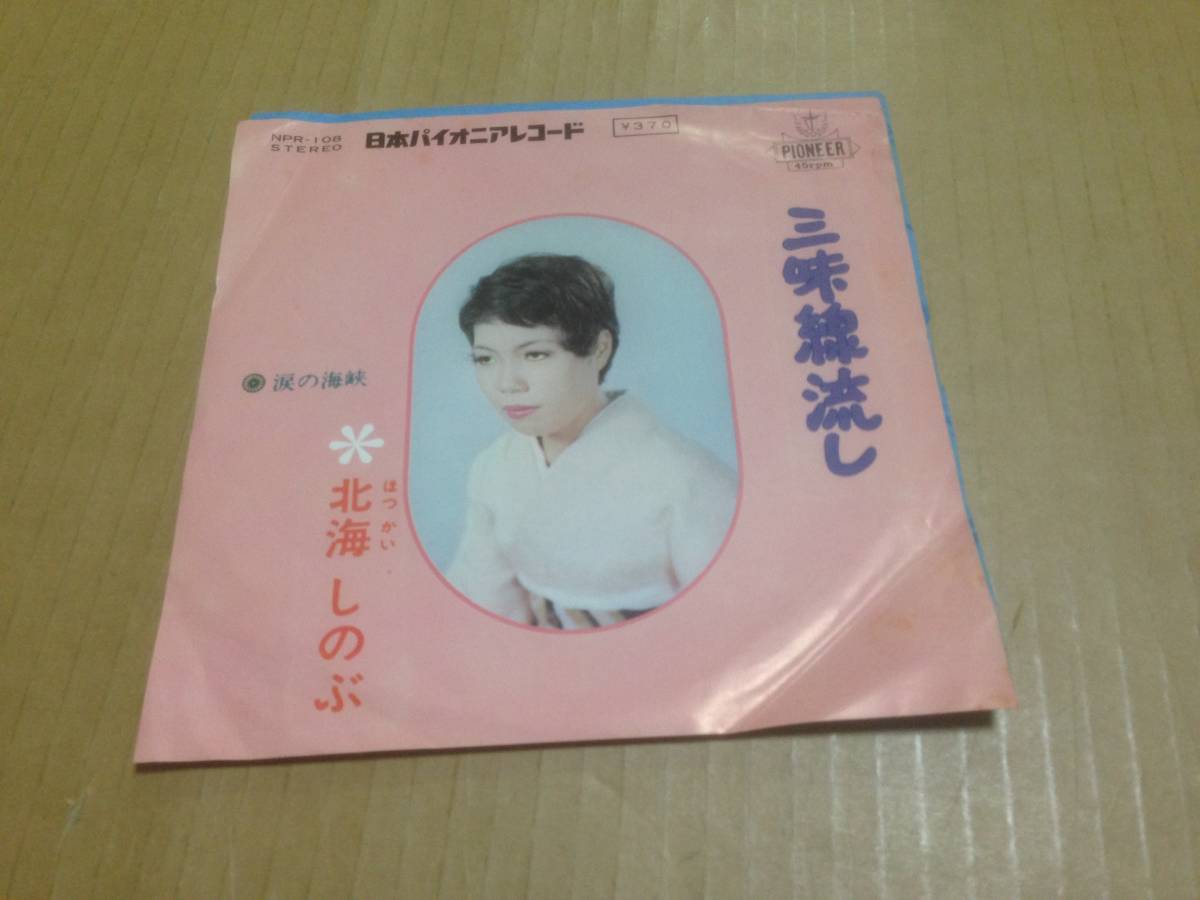 NPR-108
STEREO
日本パイオニアレコード
¥370
PIONEER
45rpm
三味線流し
涙の海峡
北海しのぶ
ほつかい